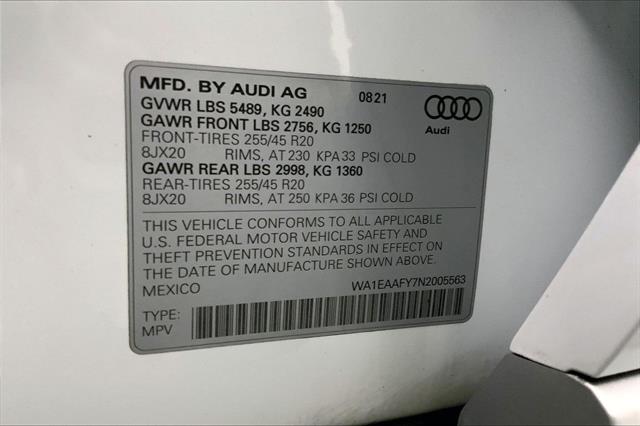 MFD. BY AUDI AG 0821
GVWR LBS 5489, KG 2490
GAWR FRONT LBS 2756, KG 1250
FRONT-TIRES 255/45 R20
8JX20 RIMS, AT 230 KPA 33 PSI COLD
GAWR REAR LBS 2998, KG 1360
REAR-TIRES 255/45 R20
8JX20 RIMS, AT 250 KPA 36 PSI COLD
Audi
THIS VEHICLE CONFORMS TO ALL APPLICABLE
U.S. FEDERAL MOTOR VEHICLE SAFETY AND
THEFT PREVENTION STANDARDS IN EFFECT ON
THE DATE OF MANUFACTURE SHOWN ABOVE.
MEXICO WA1EAAFY7N2005563
TYPE:
MPV